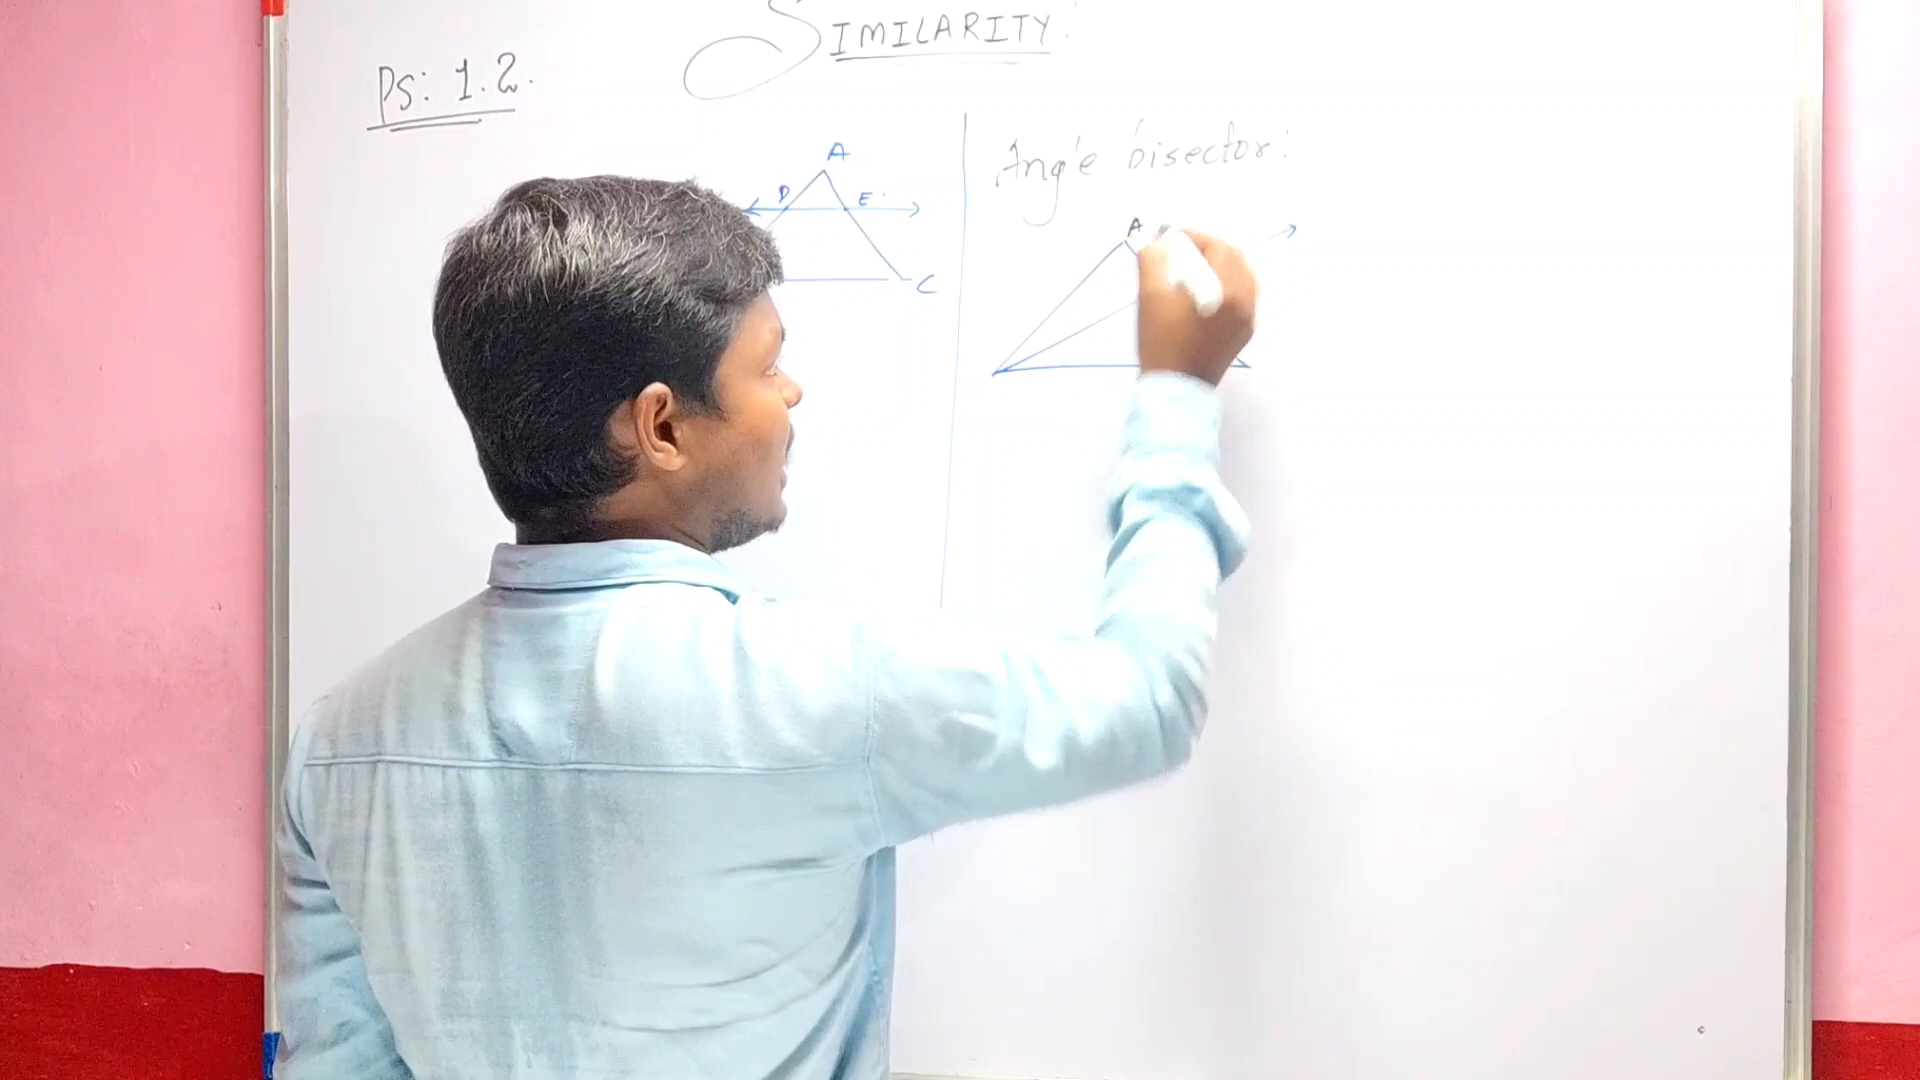 SIMILARITY:
Ps: 1.2.
A
D E.
C
Angle bisector:
A